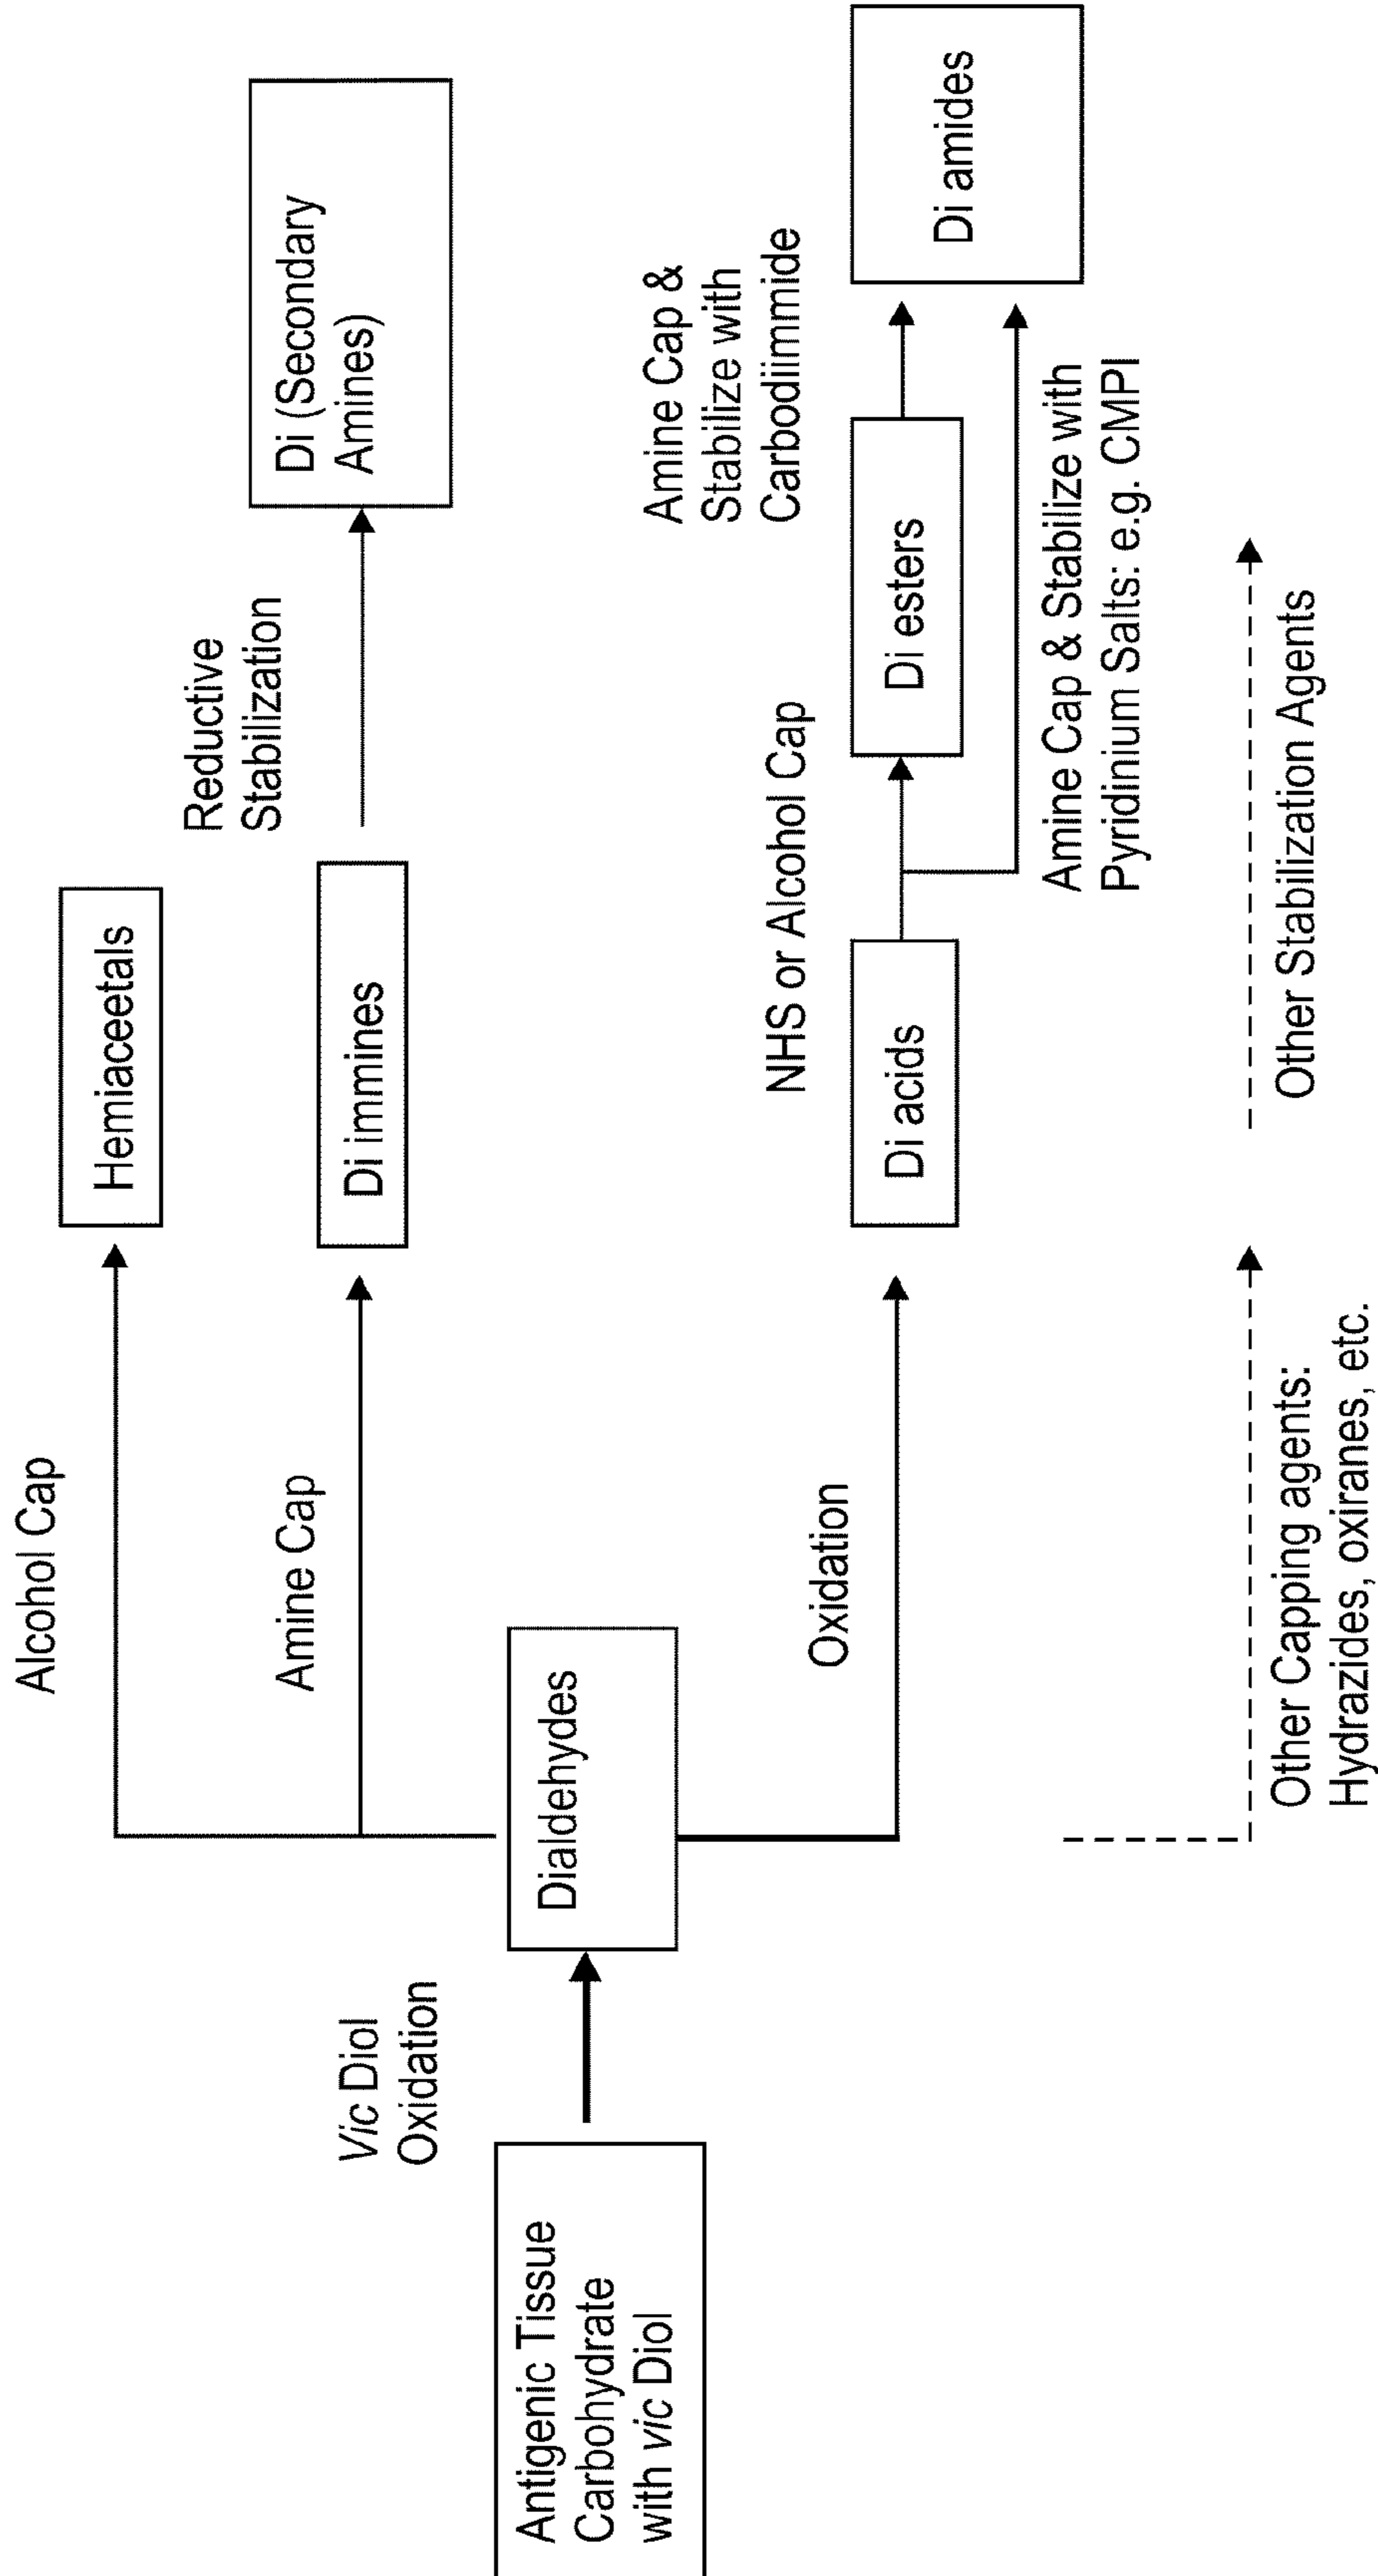 Antigenic Tissue
Carbohydrate
with vic Diol
Vic Diol
Oxidation
Dialdehydes
Alcohol Cap
Hemiaceetals
Amine Cap
Di immines
Reductive
Stabilization
Di (Secondary
Amines)
Oxidation
Di acids
NHS or Alcohol Cap
Di esters
Amine Cap &
Stabilize with
Carbodiimmide
Di amides
Amine Cap & Stabilize with
Pyridinium Salts: e.g. CMPI
Other Capping agents:
Hydrazides, oxiranes, etc.
Other Stabilization Agents